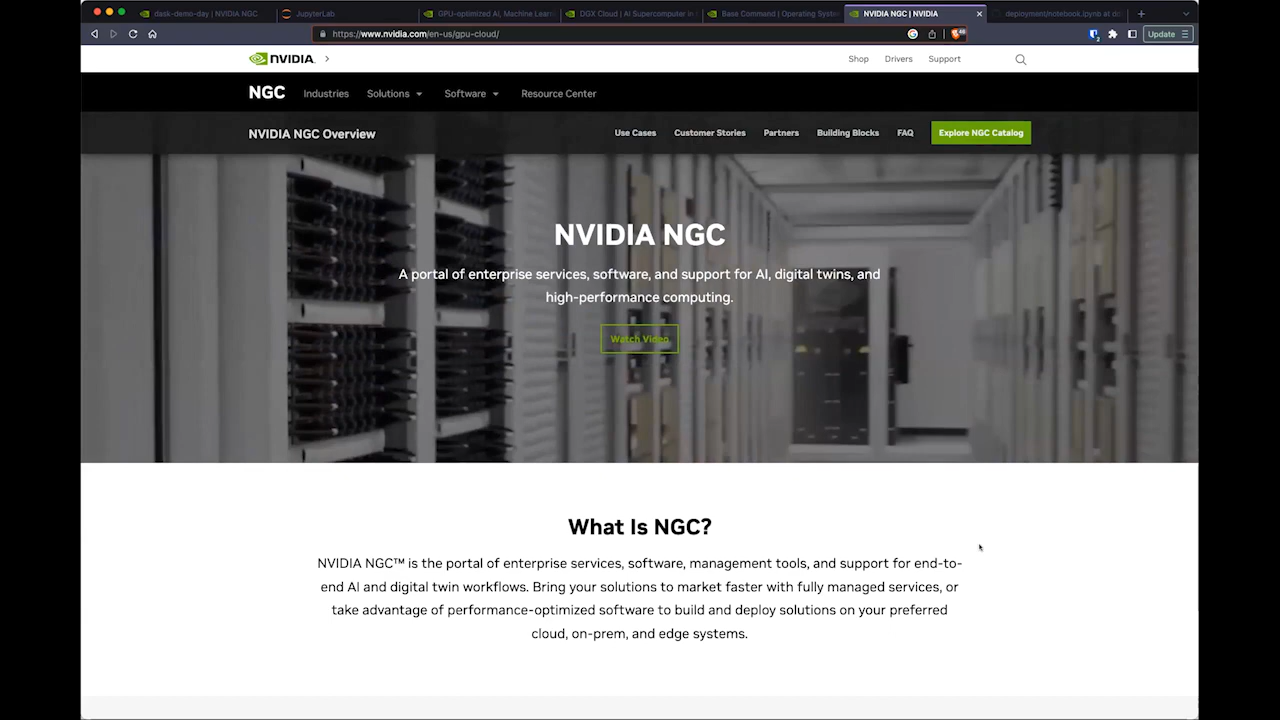 dask-demo-day | NVIDIA NGC
JupyterLab
GPU-optimized AI, Machine Learn
DGX Cloud | AI Supercomputer in t
Base Command | Operating Syste
NVIDIA NGC | NVIDIA
deployment/notebook.ipynb at do
https://www.nvidia.com/en-us/gpu-cloud/
Update
NVIDIA
Shop
Drivers
Support
NGC
Industries
Solutions
Software
Resource Center
NVIDIA NGC Overview
Use Cases
Customer Stories
Partners
Building Blocks
FAQ
Explore NGC Catalog
NVIDIA NGC
A portal of enterprise services, software, and support for AI, digital twins, and
high-performance computing.
Watch Video
What Is NGC?
NVIDIA NGC™ is the portal of enterprise services, software, management tools, and support for end-to-
end AI and digital twin workflows. Bring your solutions to market faster with fully managed services, or
take advantage of performance-optimized software to build and deploy solutions on your preferred
cloud, on-prem, and edge systems.